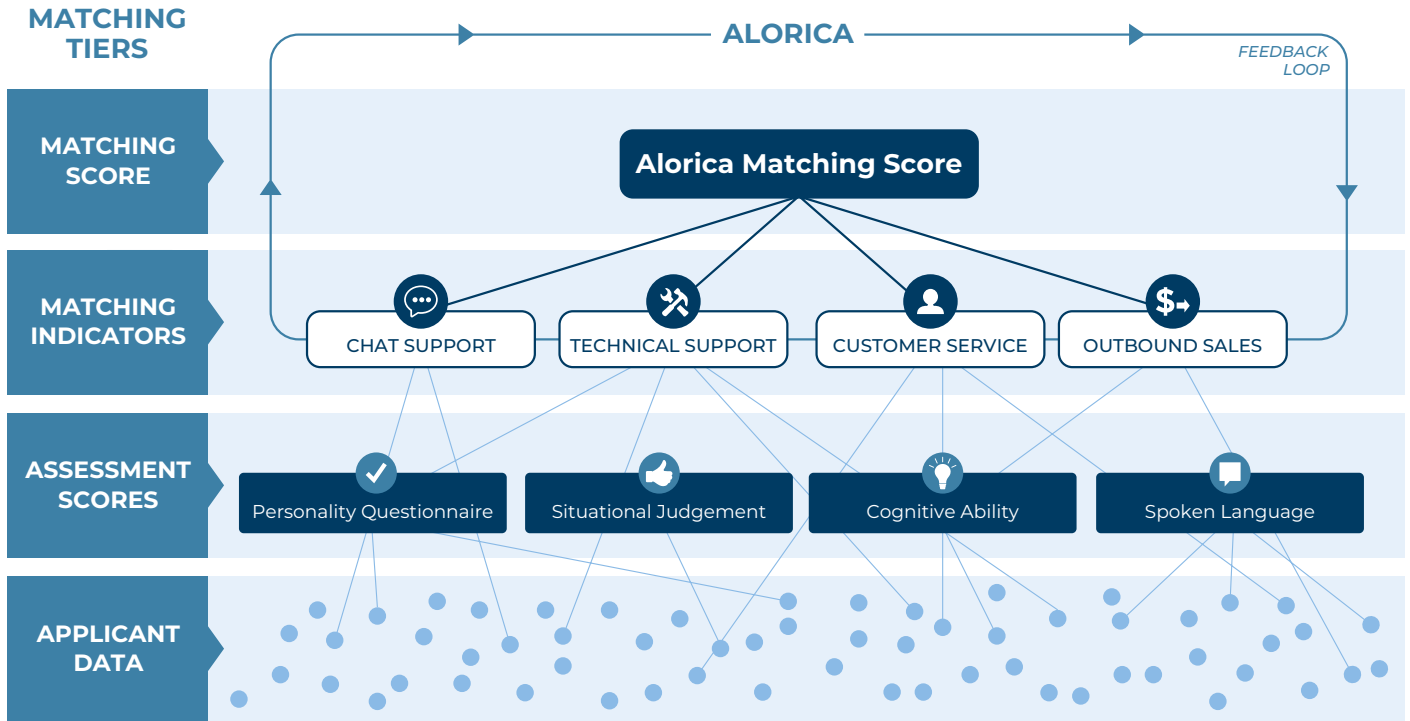 MATCHING
TIERS
ALORICA
FEEDBACK
LOOP
MATCHING
SCORE
Alorica Matching Score
MATCHING
INDICATORS
CHAT SUPPORT
TECHNICAL SUPPORT
CUSTOMER SERVICE
OUTBOUND SALES
ASSESSMENT
SCORES
Personality Questionnaire
Situational Judgement
Cognitive Ability
Spoken Language
APPLICANT
DATA